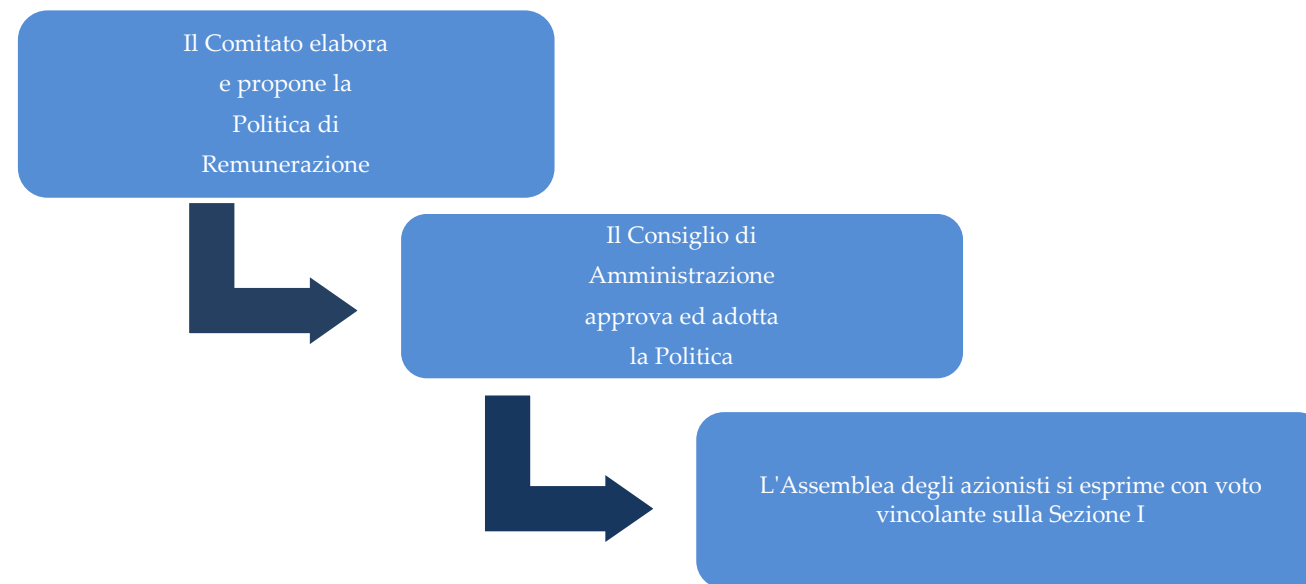 Il Comitato elabora
e propone la
Politica di
Remunerazione
Il Consiglio di
Amministrazione
approva ed adotta
la Politica
L'Assemblea degli azionisti si esprime con voto
vincolante sulla Sezione I